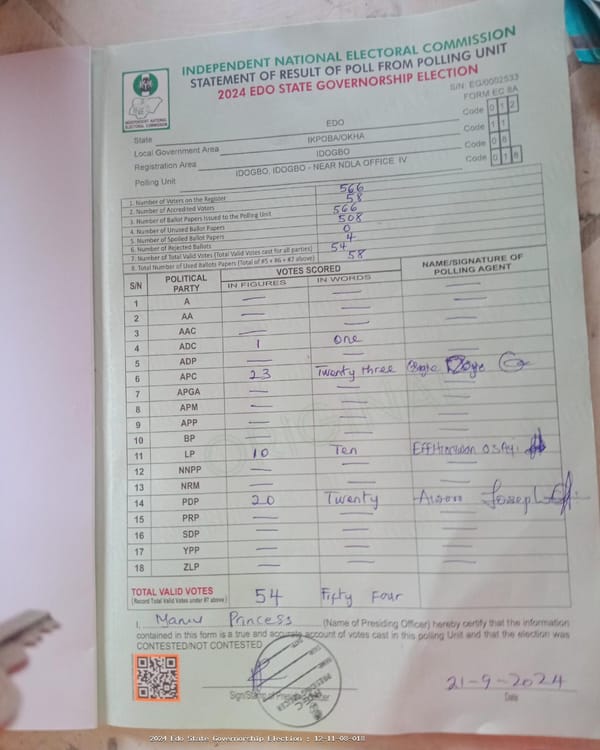 INDEPENDENT NATIONAL ELECTORAL COMMISSION
STATEMENT OF RESULT OF POLL FROM POLLING UNIT
2024 EDO STATE GOVERNORSHIP ELECTION
INDEPENDENT NATIONAL ELECTORAL COMMISSION
S/N: EG/0002533
FORM EC 8A
State EDO Code 0 1 2
Local Government Area IKPOBA/OKHA Code 1 1
Registration Area IDOGBO Code 0 8
Polling Unit IDOGBO, IDOGBO - NEAR NDLA OFFICE IV Code 0 1 8
1. Number of Voters on the Register 566
2. Number of Accredited Voters 58
3. Number of Ballot Papers Issued to the Polling Unit 566
4. Number of Unused Ballot Papers 508
5. Number of Spoiled Ballot Papers 0
6. Number of Rejected Ballots 4
7. Number of Total Valid Votes (Total Valid Votes cast for all parties) 54
8. Total Number of Used Ballots Papers (Total of #5 + #6 + #7 above) 58
S/N POLITICAL PARTY VOTES SCORED NAME/SIGNATURE OF POLLING AGENT
IN FIGURES IN WORDS
1 A — — —
2 AA — — —
3 AAC — — —
4 ADC 1 one
5 ADP — — —
6 APC 23 Twenty three
7 APGA — — —
8 APM — — —
9 APP — — —
10 BP — — —
11 LP 10 Ten
12 NNPP — — —
13 NRM — — —
14 PDP 20 Twenty Joseph
15 PRP — — —
16 SDP — — —
17 YPP — — —
18 ZLP — — —
TOTAL VALID VOTES 54 Fifty Four
(Record Total Valid Votes under #7 above)
I, Princess (Name of Presiding Officer) hereby certify that the information
contained in this form is a true and accurate account of votes cast in this polling Unit and that the election was
CONTESTED/NOT CONTESTED
21-9-2024
Sign/Stamp of Presiding Officer Date
2024 Edo State Governorship Election : 12-11-08-018